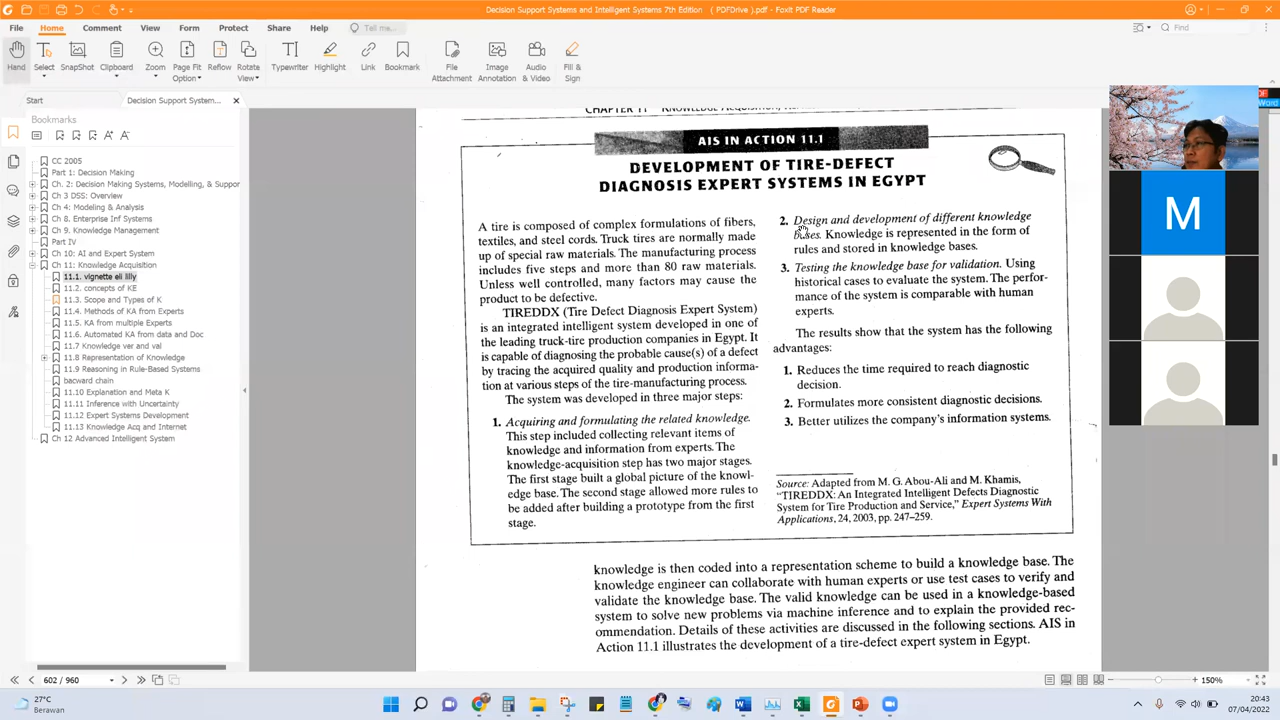 Decision Support Systems and Intelligent Systems 7th Edition ( PDFDrive ).pdf - Foxit PDF Reader
File
Home
Comment
View
Form
Protect
Share
Help
Tell me...
Find
Hand
Select
SnapShot
Clipboard
Zoom
Page Fit Option
Reflow
Rotate View
Typewriter
Highlight
Link
Bookmark
File Attachment
Image Annotation
Audio & Video
Fill & Sign
Start
Decision Support System...
Bookmarks
CC 2005
Part 1: Decision Making
Ch. 2: Decision Making Systems, Modelling, & Suppor
Ch 3 DSS: Overview
Ch 4: Modeling & Analysis
Ch 8. Enterprise Inf Systems
Ch 9. Knowledge Management
Part IV
Ch 10: AI and Expert System
Ch 11: Knowledge Acquisition
11.1. vignette eli lilly
11.2. concepts of KE
11.3. Scope and Types of K
11.4. Methods of KA from Experts
11.5. KA from multiple Experts
11.6. Automated KA from data and Doc
11.7 Knowledge ver and val
11.8 Representation of Knowledge
11.9 Reasoning in Rule-Based Systems
bacward chain
11.10 Explanation and Meta K
11.11 Inference with Uncertainty
11.12 Expert Systems Development
11.13 Knowledge Acq and Internet
Ch 12 Advanced Intelligent System
CHAPTER 11 KNOWLEDGE ACQUISITION,
AIS IN ACTION 11.1
DEVELOPMENT OF TIRE-DEFECT
DIAGNOSIS EXPERT SYSTEMS IN EGYPT
A tire is composed of complex formulations of fibers,
textiles, and steel cords. Truck tires are normally made
up of special raw materials. The manufacturing process
includes five steps and more than 80 raw materials.
Unless well controlled, many factors may cause the
product to be defective.
TIREDDX (Tire Defect Diagnosis Expert System)
is an integrated intelligent system developed in one of
the leading truck-tire production companies in Egypt. It
is capable of diagnosing the probable cause(s) of a defect
by tracing the acquired quality and production informa-
tion at various steps of the tire-manufacturing process.
The system was developed in three major steps:
1. Acquiring and formulating the related knowledge.
This step included collecting relevant items of
knowledge and information from experts. The
knowledge-acquisition step has two major stages.
The first stage built a global picture of the knowl-
edge base. The second stage allowed more rules to
be added after building a prototype from the first
stage.
2. Design and development of different knowledge
bases. Knowledge is represented in the form of
rules and stored in knowledge bases.
3. Testing the knowledge base for validation. Using
historical cases to evaluate the system. The perfor-
mance of the system is comparable with human
experts.
The results show that the system has the following
advantages:
1. Reduces the time required to reach diagnostic
decision.
2. Formulates more consistent diagnostic decisions.
3. Better utilizes the company's information systems.
Source: Adapted from M. G. Abou-Ali and M. Khamis,
"TIREDDX: An Integrated Intelligent Defects Diagnostic
System for Tire Production and Service," Expert Systems With
Applications, 24, 2003, pp. 247–259.
knowledge is then coded into a representation scheme to build a knowledge base. The
knowledge engineer can collaborate with human experts or use test cases to verify and
validate the knowledge base. The valid knowledge can be used in a knowledge-based
system to solve new problems via machine inference and to explain the provided rec-
ommendation. Details of these activities are discussed in the following sections. AIS in
Action 11.1 illustrates the development of a tire-defect expert system in Egypt.
M
602 / 960
150%
27°C
Berawan
20:43
07/04/2022